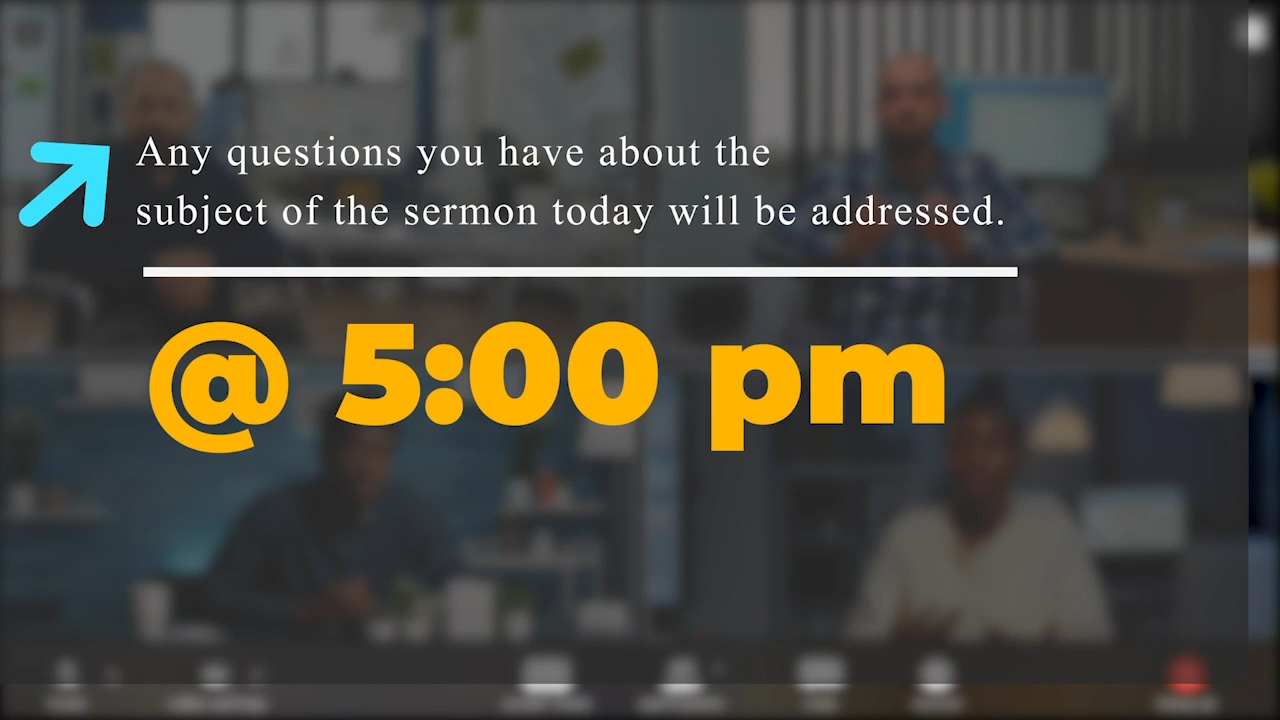 Any questions you have about the
subject of the sermon today will be addressed.
@ 5:00 pm